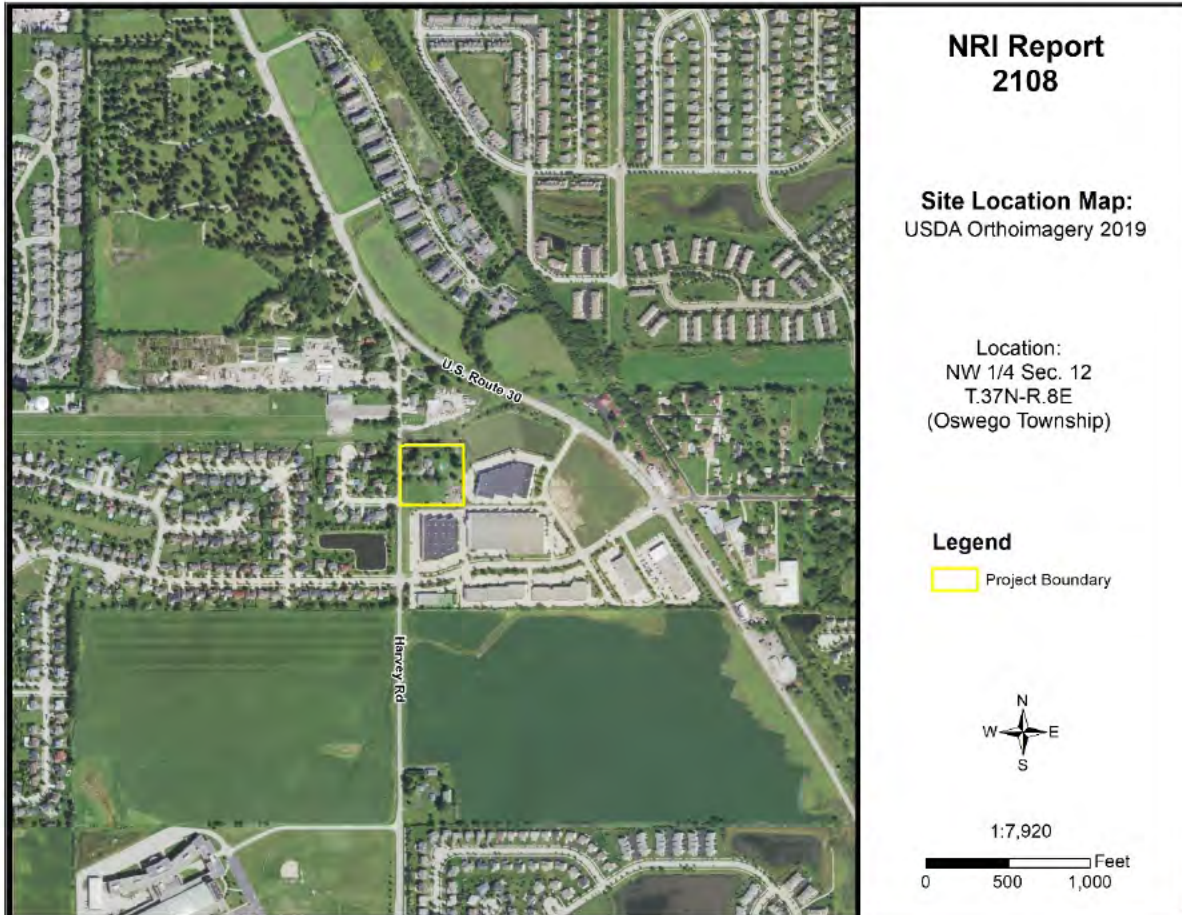 NRI Report
2108
Site Location Map:
USDA Orthoimagery 2019
Location:
NW 1/4 Sec. 12
T.37N-R.8E
(Oswego Township)
Legend
Project Boundary
N
W E
S
1:7,920
Feet
0 500 1,000
U.S. Route 30
Harvey Rd